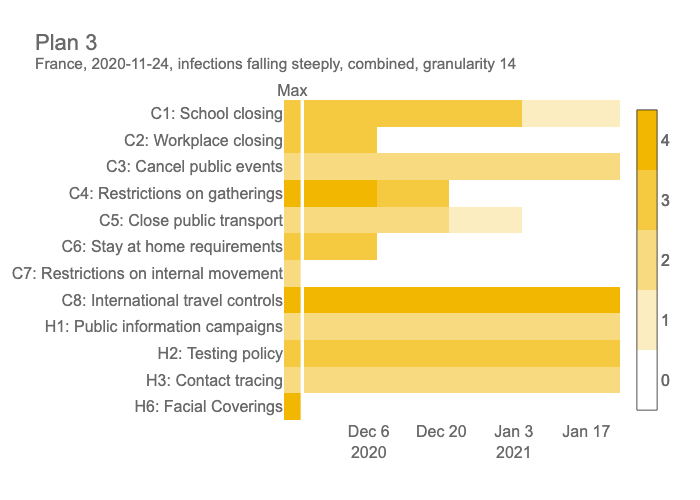 Plan 3
France, 2020-11-24, infections falling steeply, combined, granularity 14
Max
C1: School closing
C2: Workplace closing
C3: Cancel public events
C4: Restrictions on gatherings
C5: Close public transport
C6: Stay at home requirements
C7: Restrictions on internal movement
C8: International travel controls
H1: Public information campaigns
H2: Testing policy
H3: Contact tracing
H6: Facial Coverings
4
3
2
1
0
Dec 6 Dec 20 Jan 3 Jan 17
2020 2021